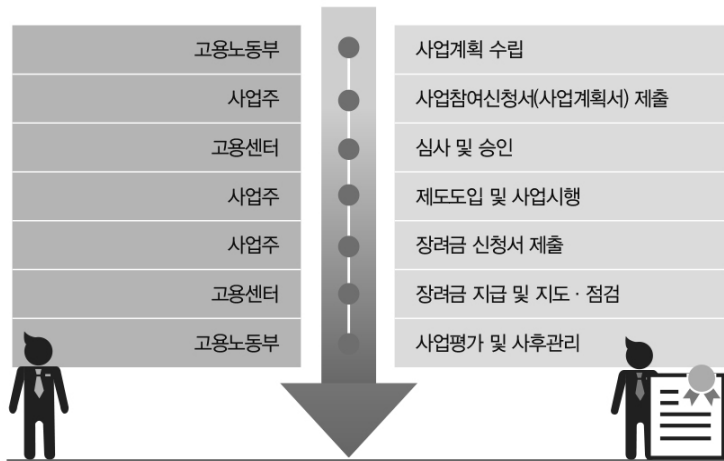 고용노동부 사업계획 수립
사업주 사업참여신청서(사업계획서) 제출
고용센터 심사 및 승인
사업주 제도도입 및 사업시행
사업주 장려금 신청서 제출
고용센터 장려금 지급 및 지도 · 점검
고용노동부 사업평가 및 사후관리